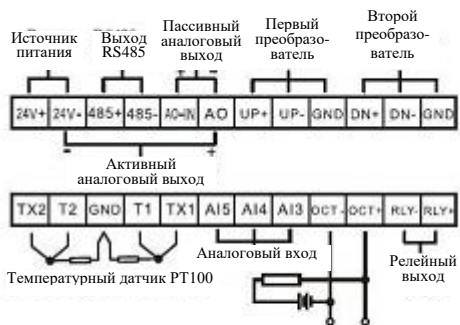 Источник питания
Выход RS485
Пассивный аналоговый выход
Первый преобразо-
ватель
Второй преобразо-
ватель
+ -
24V+ 24V- 485+ 485- AO-IN AO UP+ UP- GND DN+ DN- GND
- +
Активный аналоговый выход
TX2 T2 GND T1 TX1 AI5 AI4 AI3 OCT- OCT+ RLY- RLY+
Аналоговый вход
Температурный датчик PT100
Релейный выход